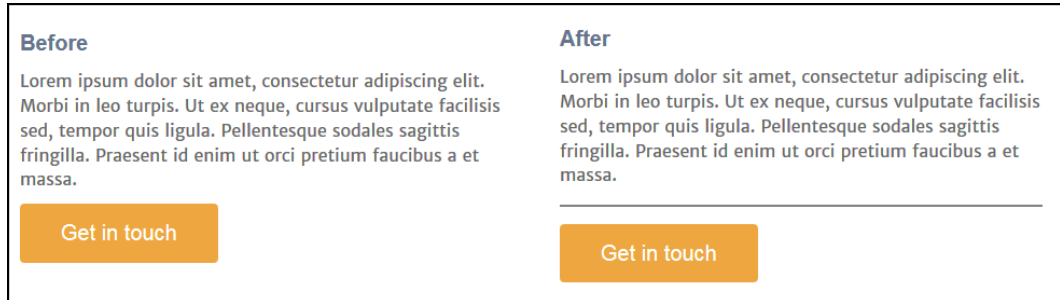 Before
Lorem ipsum dolor sit amet, consectetur adipiscing elit.
Morbi in leo turpis. Ut ex neque, cursus vulputate facilisis
sed, tempor quis ligula. Pellentesque sodales sagittis
fringilla. Praesent id enim ut orci pretium faucibus a et
massa.
Get in touch
After
Lorem ipsum dolor sit amet, consectetur adipiscing elit.
Morbi in leo turpis. Ut ex neque, cursus vulputate facilisis
sed, tempor quis ligula. Pellentesque sodales sagittis
fringilla. Praesent id enim ut orci pretium faucibus a et
massa.
Get in touch